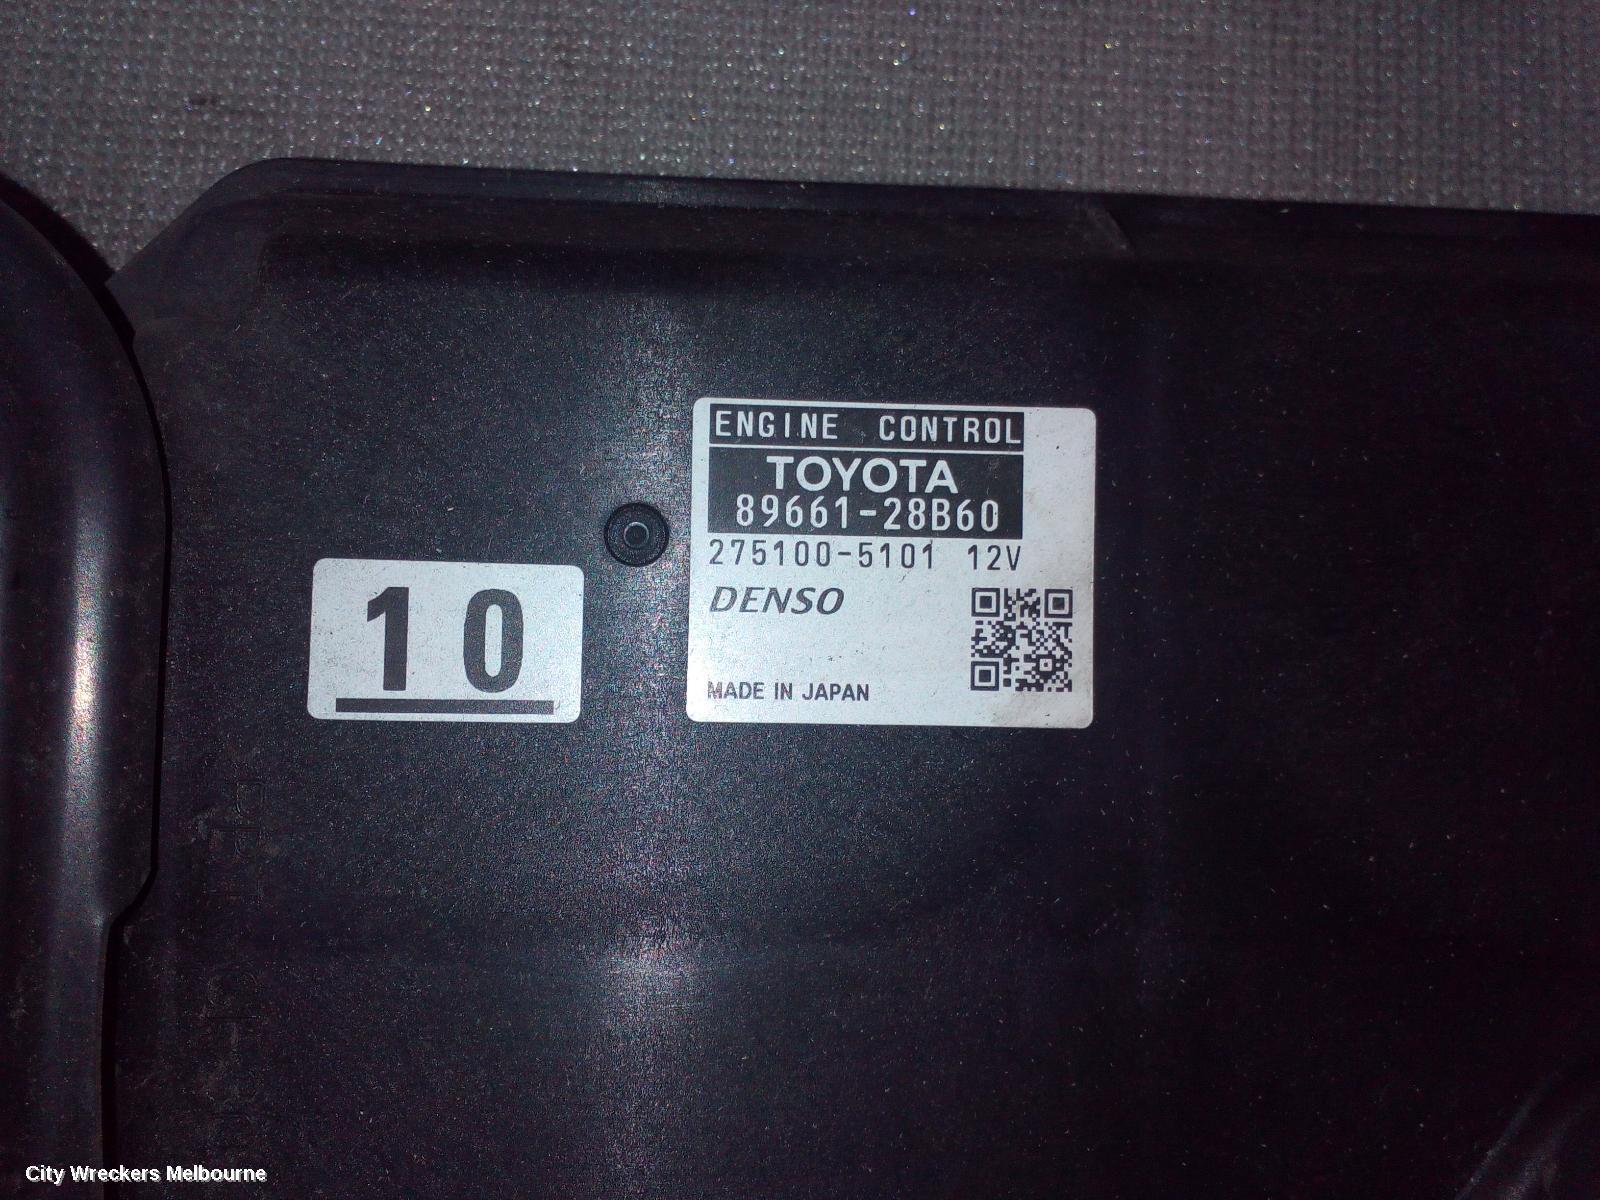 ENGINE CONTROL
TOYOTA
89661-28B60
275100-5101 12V
DENSO
MADE IN JAPAN
10
City Wreckers Melbourne